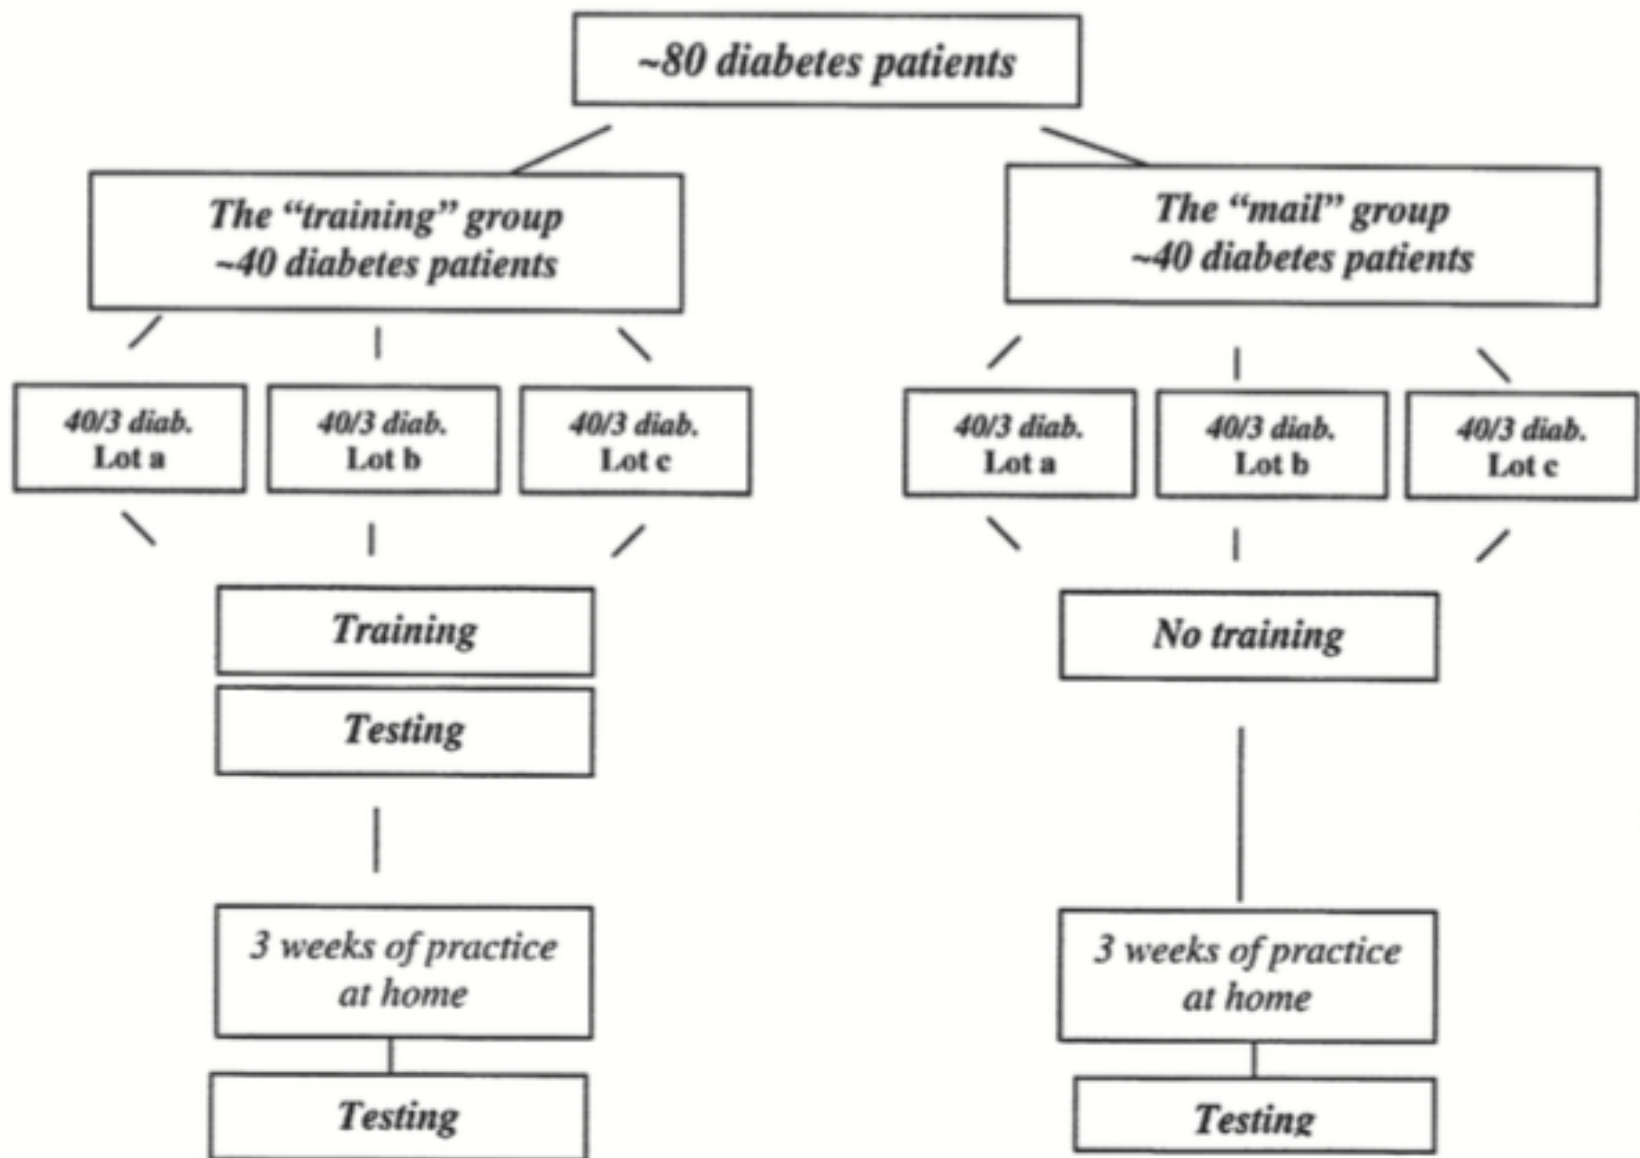 ~80 diabetes patients
The “training” group
~40 diabetes patients
The “mail” group
~40 diabetes patients
40/3 diab.
Lot a
40/3 diab.
Lot b
40/3 diab.
Lot c
40/3 diab.
Lot a
40/3 diab.
Lot b
40/3 diab.
Lot c
Training
No training
Testing
3 weeks of practice
at home
3 weeks of practice
at home
Testing
Testing